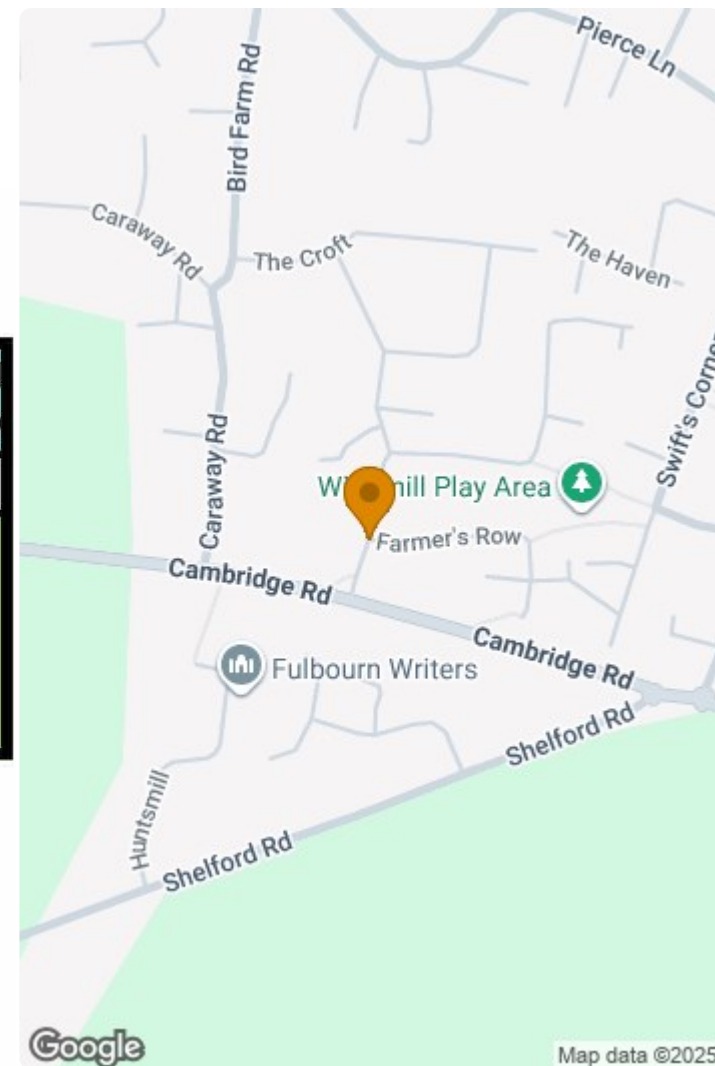 Pierce Ln
Bird Farm Rd
Caraway Rd
The Croft
The Haven
Swift's Corner
Caraway Rd
Play Area
Farmer's Row
Cambridge Rd
Cambridge Rd
Fulbourn Writers
Shelford Rd
Huntsmill
Shelford Rd
Google
Map data ©2025